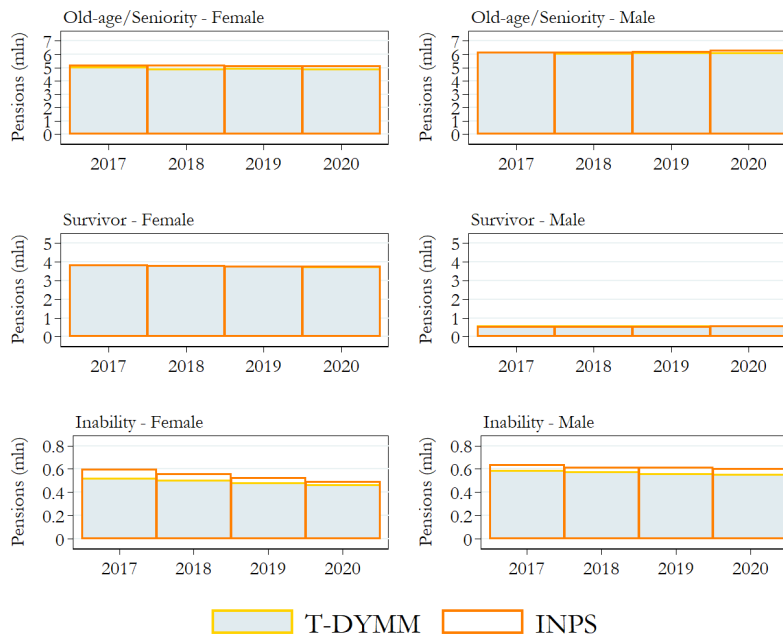 Old-age/Seniority - Female
Pensions (mln)
7
6
5
4
3
2
1
0
2017 2018 2019 2020
Old-age/Seniority - Male
Pensions (mln)
7
6
5
4
3
2
1
0
2017 2018 2019 2020
Survivor - Female
Pensions (mln)
5
4
3
2
1
0
2017 2018 2019 2020
Survivor - Male
Pensions (mln)
5
4
3
2
1
0
2017 2018 2019 2020
Inability - Female
Pensions (mln)
0.8
0.6
0.4
0.2
0
2017 2018 2019 2020
Inability - Male
Pensions (mln)
0.8
0.6
0.4
0.2
0
2017 2018 2019 2020
T-DYMM INPS